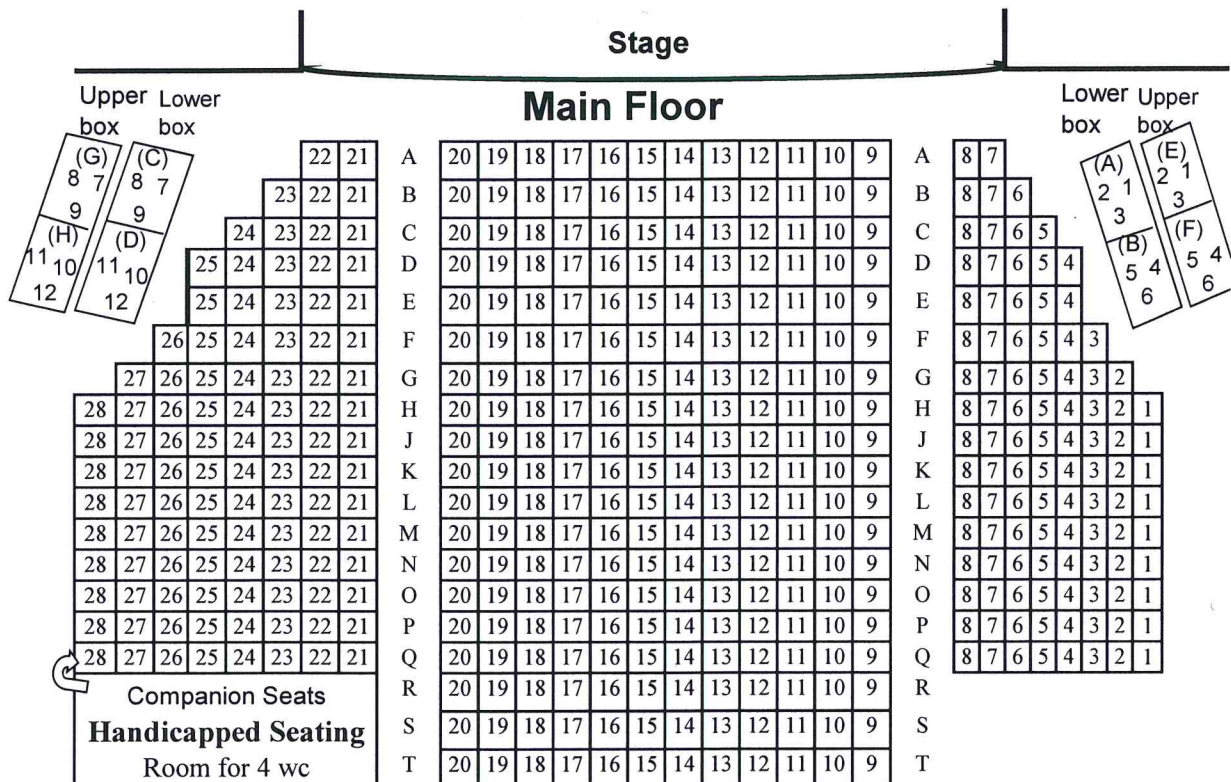 Stage
Main Floor
Upper box
Lower box
Lower box
Upper box
(G) 8 7 9
(C) 8 7 9
(H) 11 10 12
(D) 11 10 12
(A) 2 1 3
(E) 2 1 3
(B) 5 4 6
(F) 5 4 6
22 21 A 20 19 18 17 16 15 14 13 12 11 10 9 A 8 7
23 22 21 B 20 19 18 17 16 15 14 13 12 11 10 9 B 8 7 6
24 23 22 21 C 20 19 18 17 16 15 14 13 12 11 10 9 C 8 7 6 5
25 24 23 22 21 D 20 19 18 17 16 15 14 13 12 11 10 9 D 8 7 6 5 4
25 24 23 22 21 E 20 19 18 17 16 15 14 13 12 11 10 9 E 8 7 6 5 4
26 25 24 23 22 21 F 20 19 18 17 16 15 14 13 12 11 10 9 F 8 7 6 5 4 3
27 26 25 24 23 22 21 G 20 19 18 17 16 15 14 13 12 11 10 9 G 8 7 6 5 4 3 2
28 27 26 25 24 23 22 21 H 20 19 18 17 16 15 14 13 12 11 10 9 H 8 7 6 5 4 3 2 1
28 27 26 25 24 23 22 21 J 20 19 18 17 16 15 14 13 12 11 10 9 J 8 7 6 5 4 3 2 1
28 27 26 25 24 23 22 21 K 20 19 18 17 16 15 14 13 12 11 10 9 K 8 7 6 5 4 3 2 1
28 27 26 25 24 23 22 21 L 20 19 18 17 16 15 14 13 12 11 10 9 L 8 7 6 5 4 3 2 1
28 27 26 25 24 23 22 21 M 20 19 18 17 16 15 14 13 12 11 10 9 M 8 7 6 5 4 3 2 1
28 27 26 25 24 23 22 21 N 20 19 18 17 16 15 14 13 12 11 10 9 N 8 7 6 5 4 3 2 1
28 27 26 25 24 23 22 21 O 20 19 18 17 16 15 14 13 12 11 10 9 O 8 7 6 5 4 3 2 1
28 27 26 25 24 23 22 21 P 20 19 18 17 16 15 14 13 12 11 10 9 P 8 7 6 5 4 3 2 1
28 27 26 25 24 23 22 21 Q 20 19 18 17 16 15 14 13 12 11 10 9 Q 8 7 6 5 4 3 2 1
Companion Seats R 20 19 18 17 16 15 14 13 12 11 10 9 R
Handicapped Seating S 20 19 18 17 16 15 14 13 12 11 10 9 S
Room for 4 wc T 20 19 18 17 16 15 14 13 12 11 10 9 T